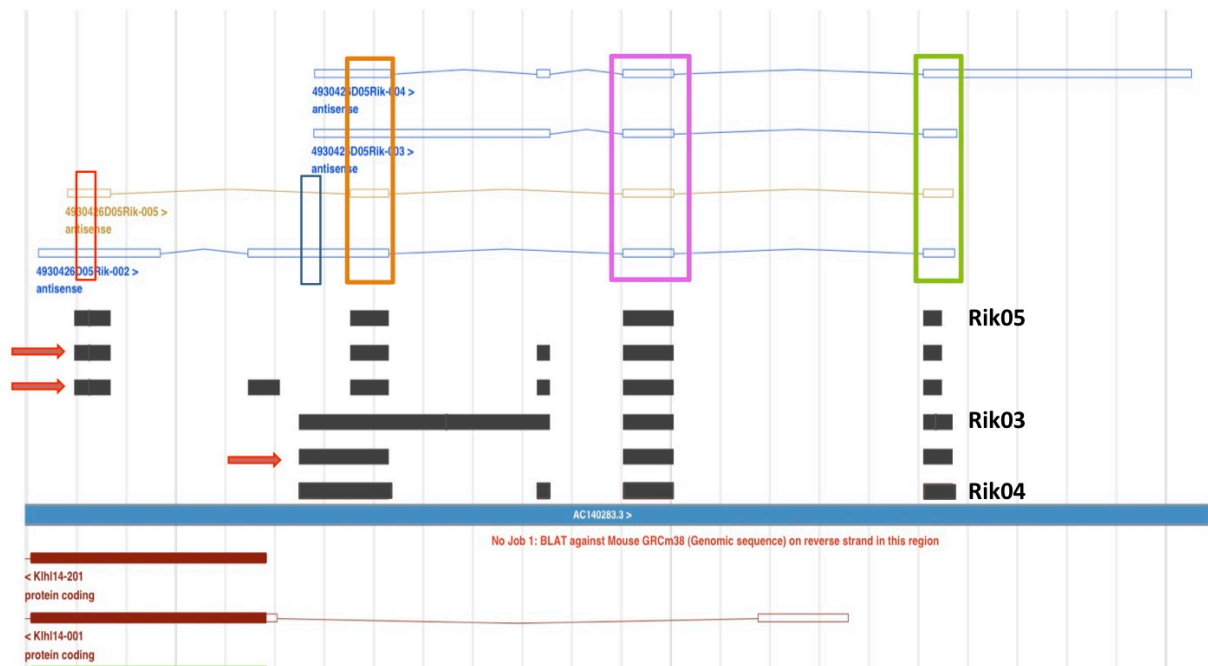 4930426D05Rik-004 >
antisense
4930426D05Rik-003 >
antisense
4930426D05Rik-005 >
antisense
4930426D05Rik-002 >
antisense
Rik05
Rik03
Rik04
AC140283.3 >
No Job 1: BLAT against Mouse GRCm38 (Genomic sequence) on reverse strand in this region
< Klhl14-201
protein coding
< Klhl14-001
protein coding